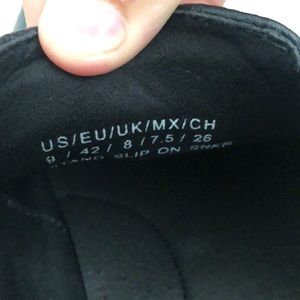 US/EU/UK/MX/CH
9 / 42 / 8 / 7.5 / 26
SLIP ON SNKR